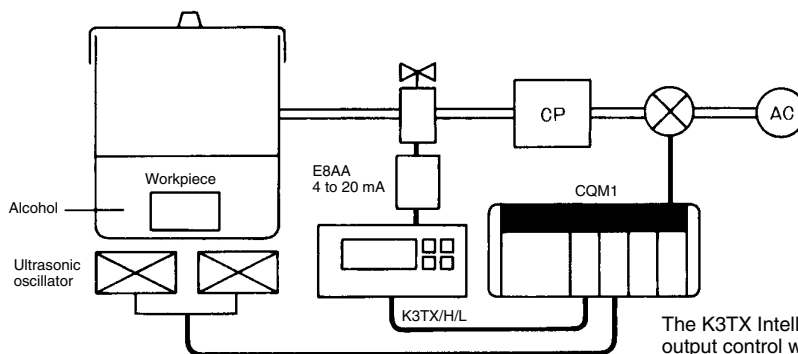 CP
AC
E8AA
4 to 20 mA
CQM1
Workpiece
Alcohol
Ultrasonic
oscillator
K3TX/H/L
The K3TX Intell
output control w